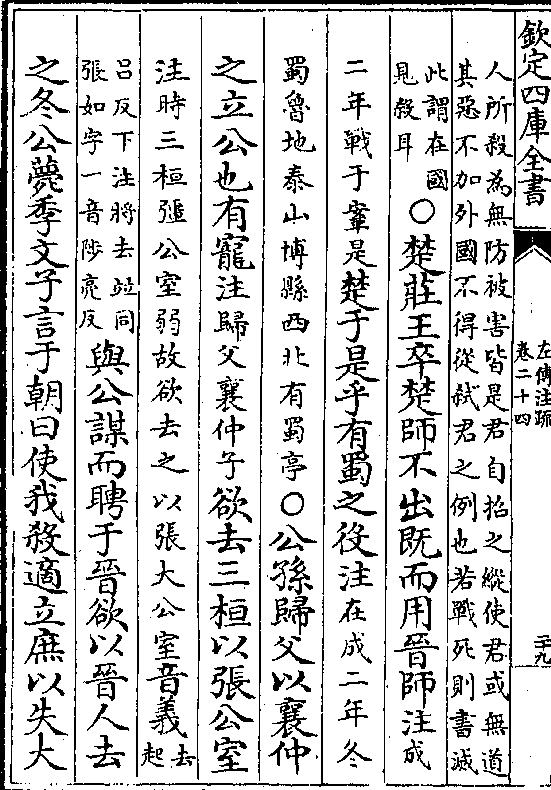 欽定四庫全書
左傳注疏
卷二十四
二十九
人所殺為無防被害皆是君自招之縱使君或無道
其惡不加外國不得從弑君之例也若戰死則書滅
此謂在國
見殺耳
○楚莊王卒楚師不出既而用晉師注成
二年戰于鞌是楚于是乎有蜀之役注在成二年冬
蜀魯地泰山博縣西北有蜀亭○公孫歸父以襄仲
之立公也有寵注歸父襄仲子欲去三桓以張公室
注時三桓彊公室弱故欲去之以張大公室音義去
起
呂反下注將去竝同
張如字一音陟亮反
與公謀而聘于晉欲以晉人去
之冬公薨季文子言于朝曰使我殺適立庶以失大